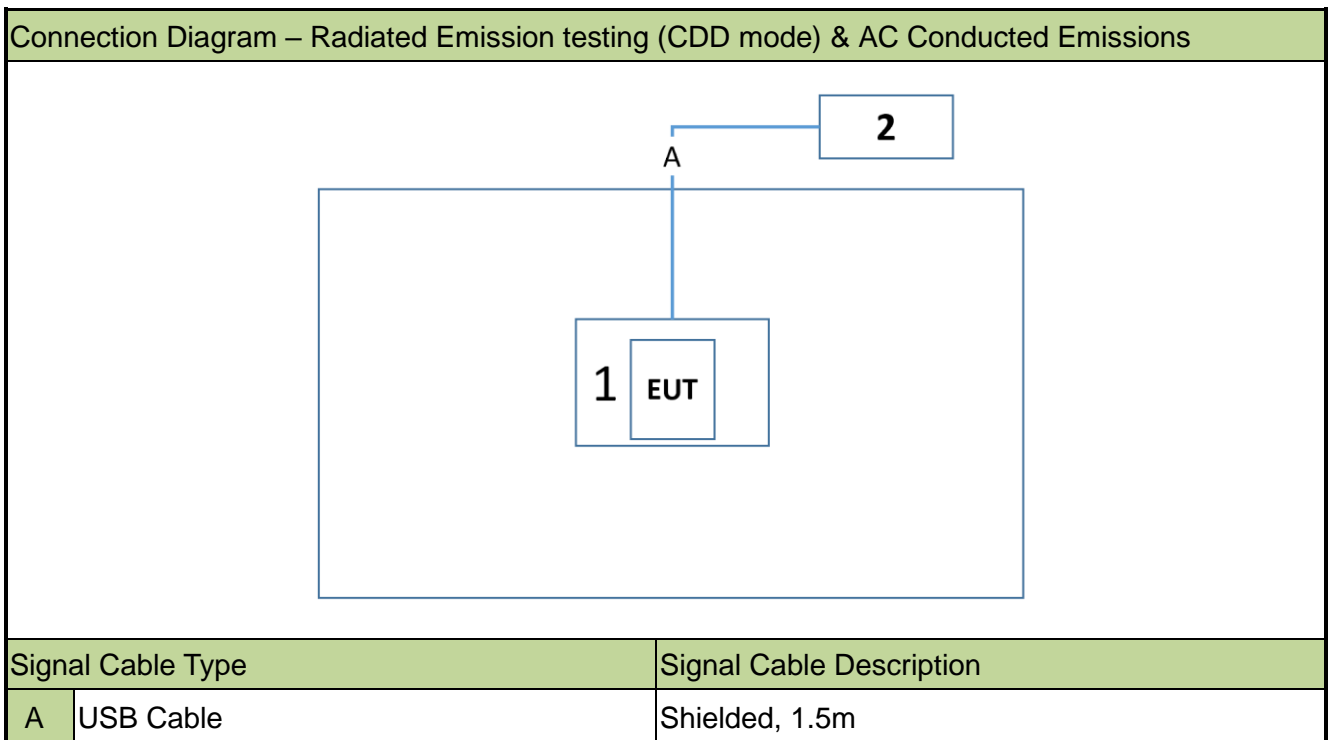 Connection Diagram – Radiated Emission testing (CDD mode) & AC Conducted Emissions
2
A
1 EUT
Signal Cable Type Signal Cable Description
A USB Cable Shielded, 1.5m